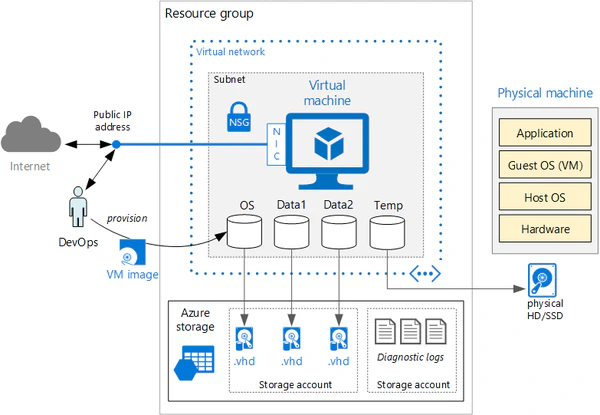 Resource group
Virtual network
Subnet
Virtual
machine
Physical machine
Public IP
address
NSG
N
I
C
Application
Internet
Guest OS (VM)
Host OS
Hardware
provision
OS
Data1
Data2
Temp
DevOps
VM image
physical
HD/SSD
Azure
storage
.vhd
.vhd
.vhd
Diagnostic logs
Storage account
Storage account